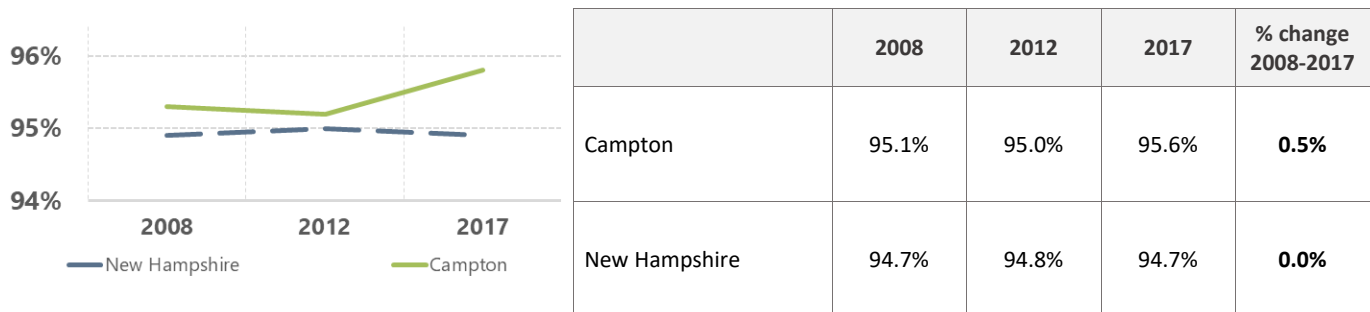 96%
95%
94%
2008 2012 2017
New Hampshire Campton
2008 2012 2017 % change
2008-2017
Campton 95.1% 95.0% 95.6% 0.5%
New Hampshire 94.7% 94.8% 94.7% 0.0%